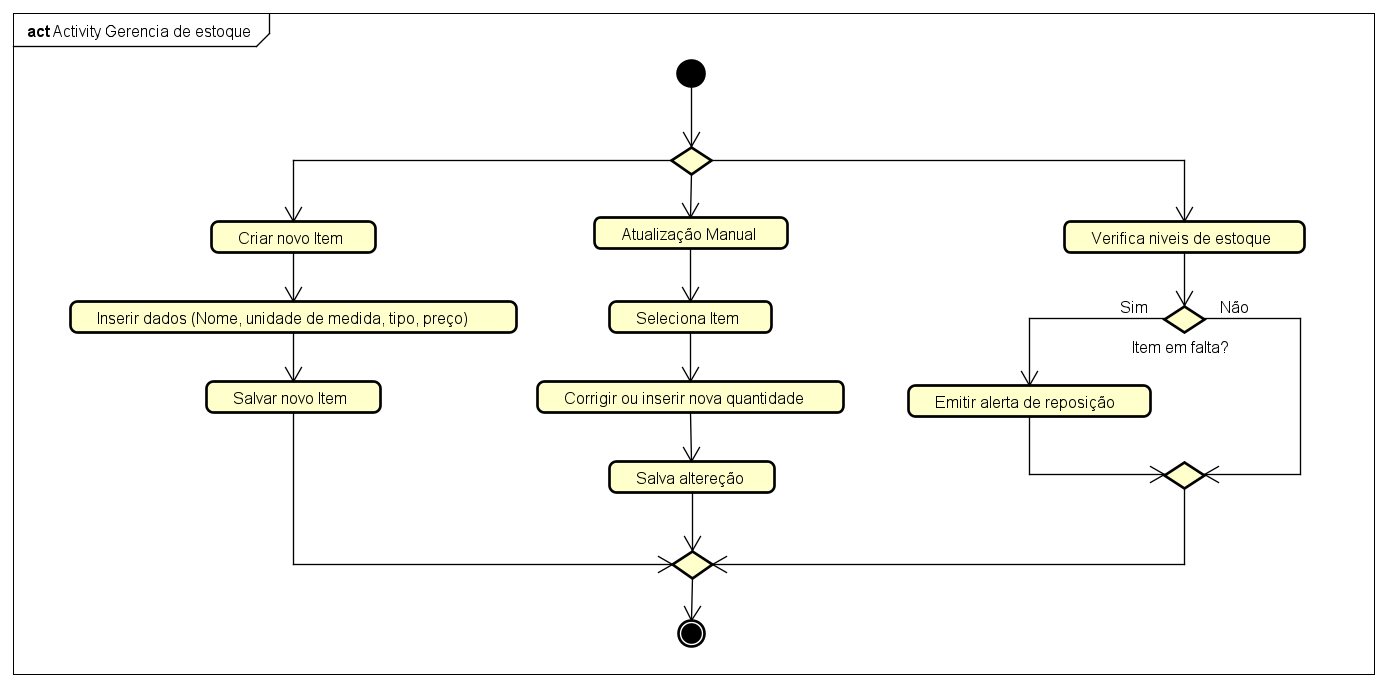 act Activity Gerencia de estoque
Criar novo Item
Atualização Manual
Verifica niveis de estoque
Inserir dados (Nome, unidade de medida, tipo, preço)
Seleciona Item
Sim
Não
Item em falta?
Salvar novo Item
Corrigir ou inserir nova quantidade
Emitir alerta de reposição
Salva altereção